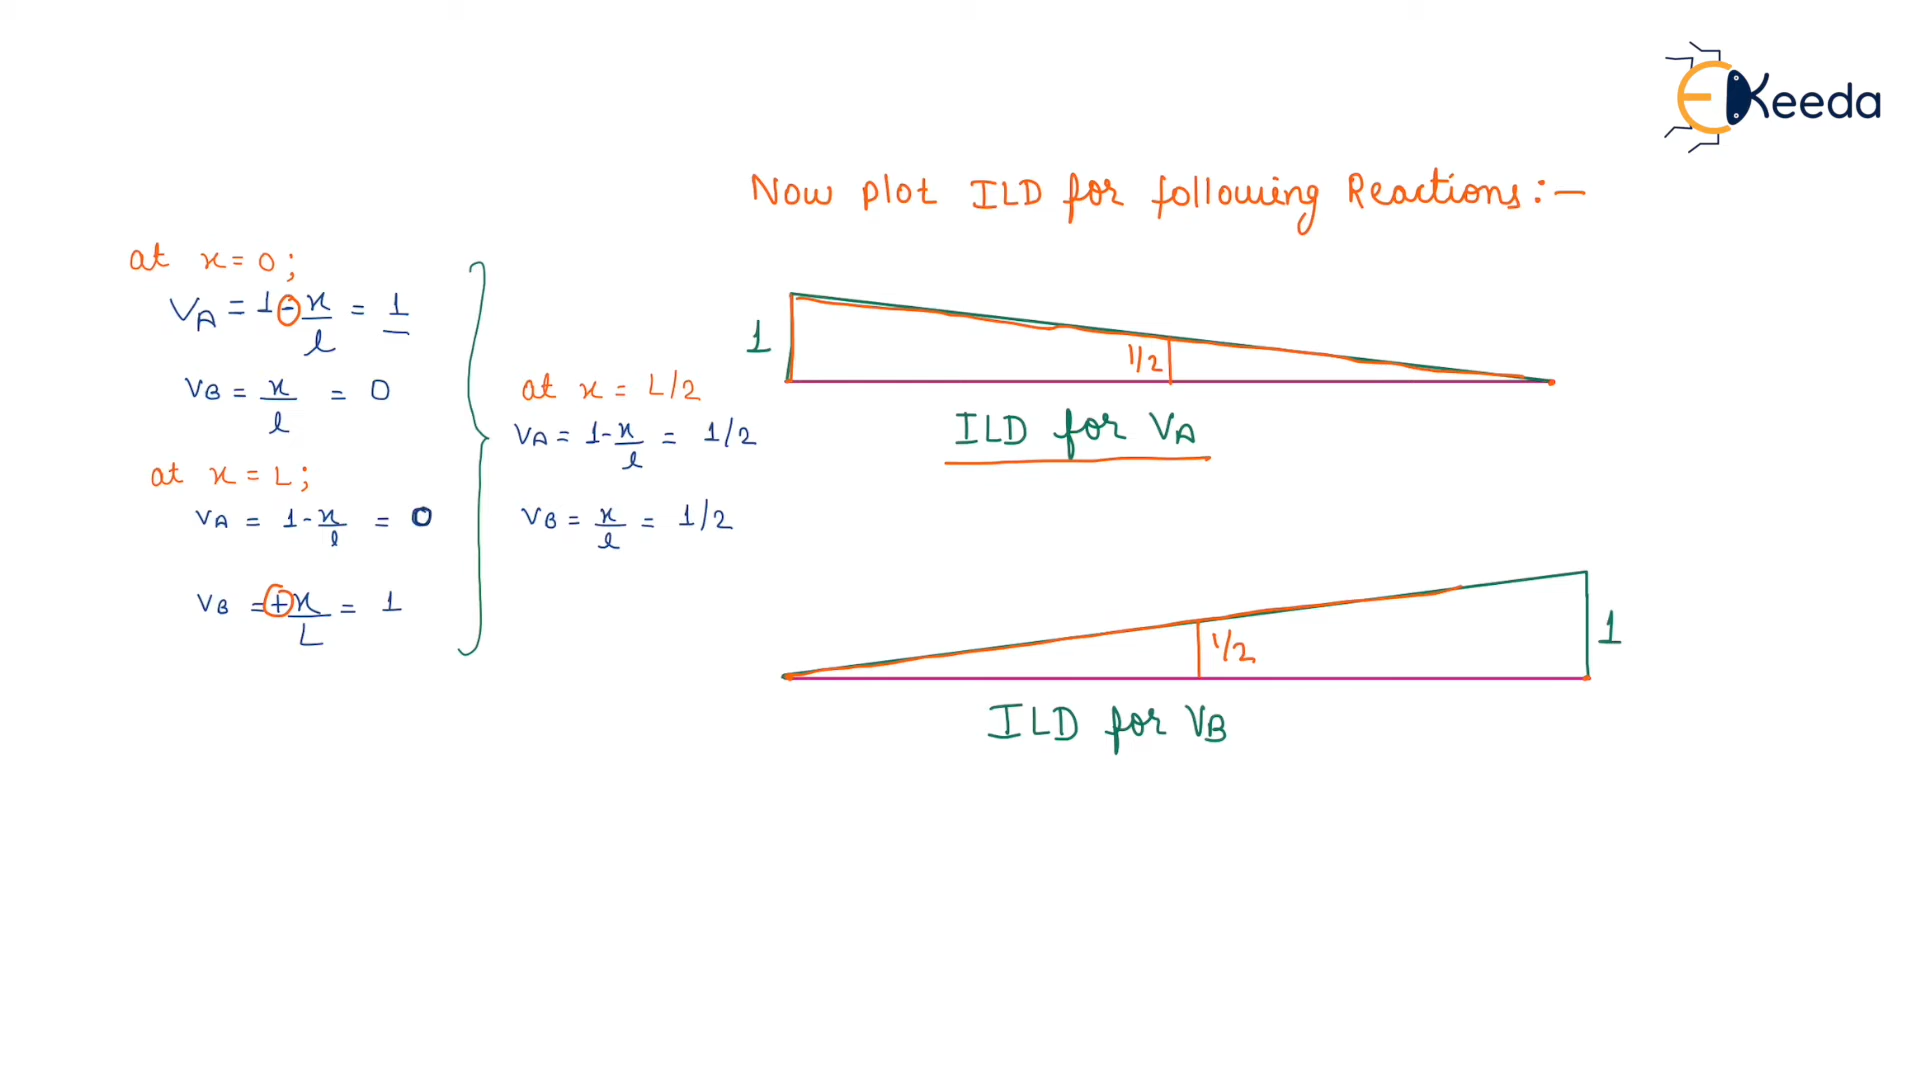 EKeeda
Now plot ILD for following Reactions:-
at x = 0;
VA = 1 - x/l = 1
VB = x/l = 0
at x = L;
VA = 1 - x/l = 0
VB = + x/L = 1
at x = L/2
VA = 1 - x/l = 1/2
VB = x/l = 1/2
1
1/2
ILD for VA
1/2
1
ILD for VB